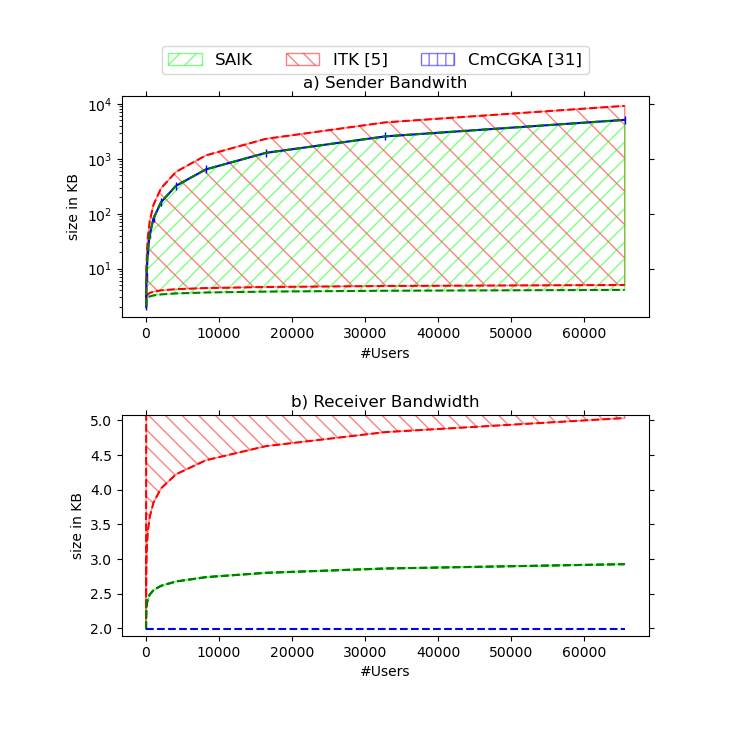 SAIK ITK [5] CmCGKA [31]
a) Sender Bandwith
10⁴
10³
10²
10¹
size in KB
0 10000 20000 30000 40000 50000 60000
#Users
b) Receiver Bandwidth
5.0
4.5
4.0
3.5
3.0
2.5
2.0
size in KB
0 10000 20000 30000 40000 50000 60000
#Users